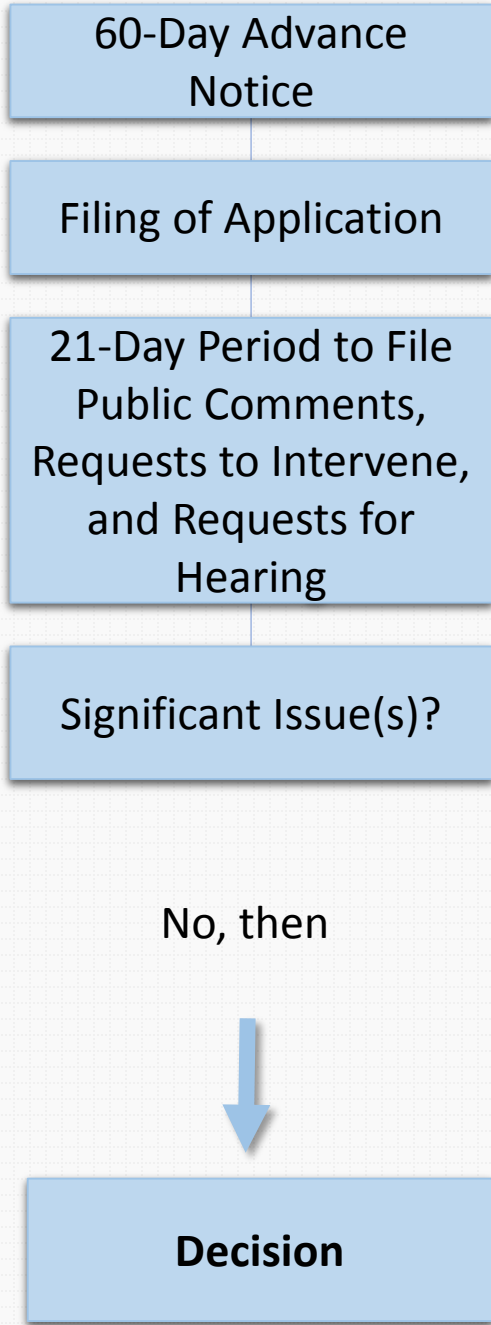 60-Day Advance
Notice
Filing of Application
21-Day Period to File
Public Comments,
Requests to Intervene,
and Requests for
Hearing
Significant Issue(s)?
No, then
Decision